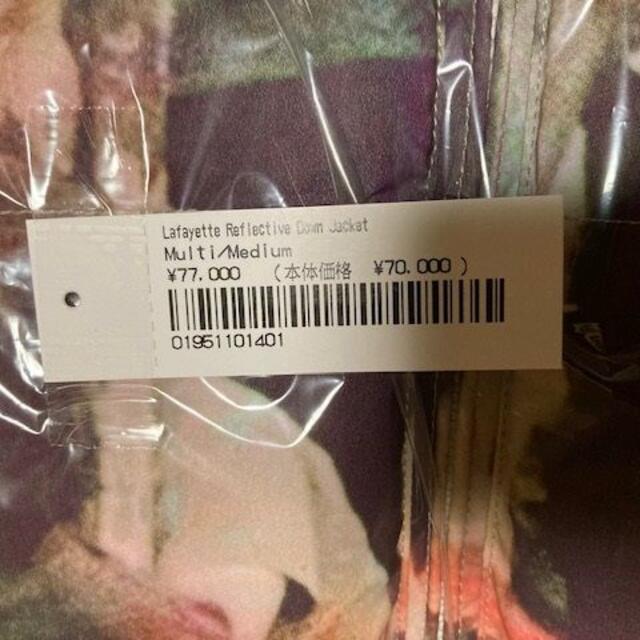 Lafayette Reflective Down Jacket
Multi/Medium
¥77.000 (本体価格 ¥70.000 )
01951101401